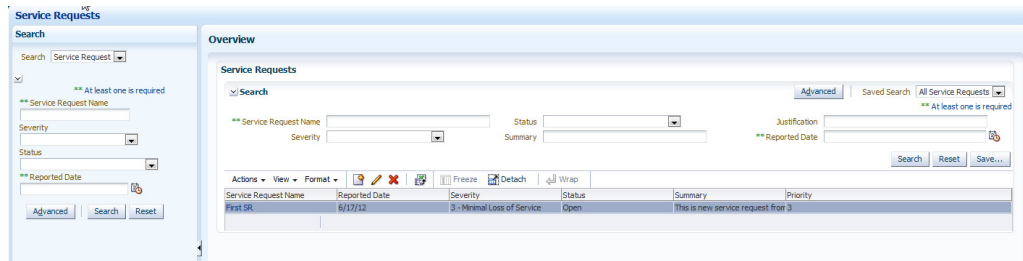 Service Requests
Search
Search Service Request
** At least one is required
** Service Request Name
Severity
Status
** Reported Date
Advanced Search Reset
Overview
Service Requests
Search Advanced Saved Search All Service Requests
** At least one is required
** Service Request Name Status Justification
Severity Summary ** Reported Date
Search Reset Save...
Actions View Format Freeze Detach Wrap
Service Request Name Reported Date Severity Status Summary Priority
First SR 6/17/12 3 - Minimal Loss of Service Open This is new service request from 3